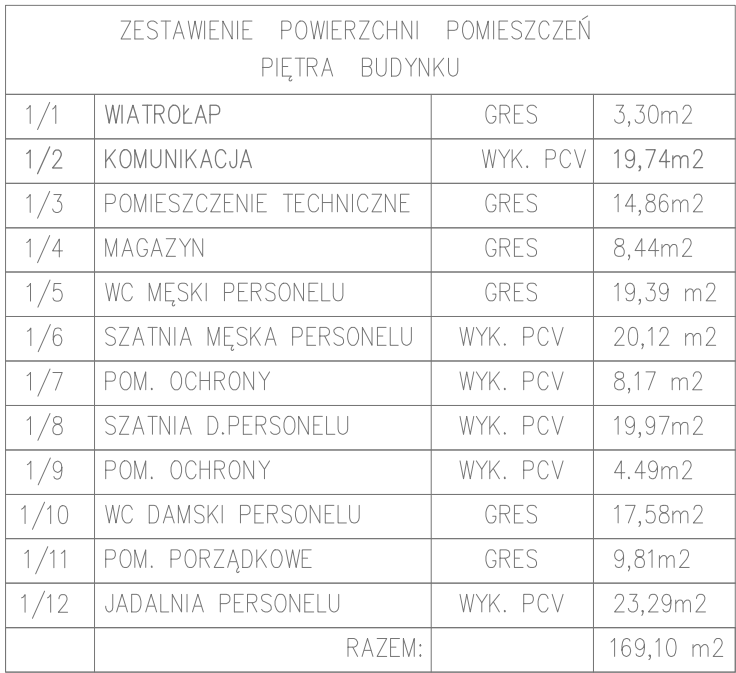 ZESTAWIENIE POWIERZCHNI POMIESZCZEŃ
PIĘTRA BUDYNKU
1/1 WIATROŁAP GRES 3,30m2
1/2 KOMUNIKACJA WYK. PCV 19,74m2
1/3 POMIESZCZENIE TECHNICZNE GRES 14,86m2
1/4 MAGAZYN GRES 8,44m2
1/5 WC MĘSKI PERSONELU GRES 19,39 m2
1/6 SZATNIA MĘSKA PERSONELU WYK. PCV 20,12 m2
1/7 POM. OCHRONY WYK. PCV 8,17 m2
1/8 SZATNIA D.PERSONELU WYK. PCV 19,97m2
1/9 POM. OCHRONY WYK. PCV 4.49m2
1/10 WC DAMSKI PERSONELU GRES 17,58m2
1/11 POM. PORZĄDKOWE GRES 9,81m2
1/12 JADALNIA PERSONELU WYK. PCV 23,29m2
RAZEM: 169,10 m2